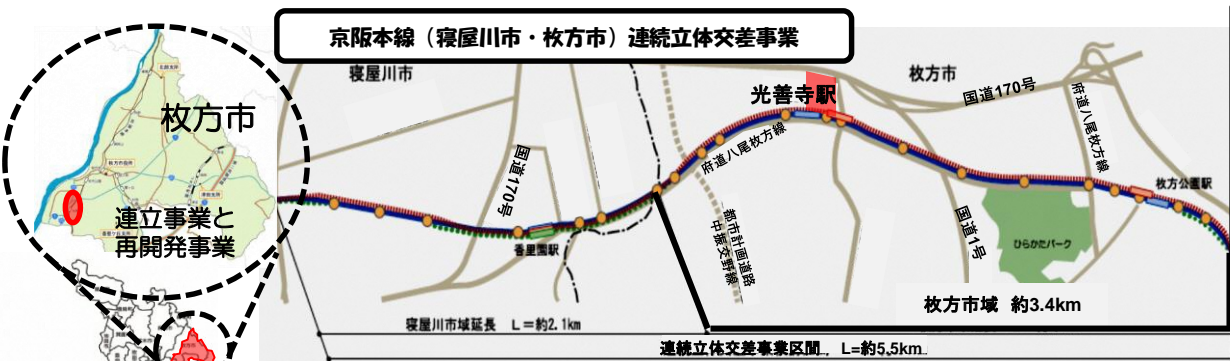 京阪本線（寝屋川市・枚方市）連続立体交差事業
寝屋川市
枚方市
光善寺駅
国道170号
府道八尾枚方線
府道八尾枚方線
国道170号
枚方公園駅
香里園駅
都市計画道路
中振交野線
国道1号
ひらかたパーク
枚方市域 約3.4km
寝屋川市域延長 L=約2.1km
連続立体交差事業区間 L=約5.5km
枚方市
連立事業と
再開発事業